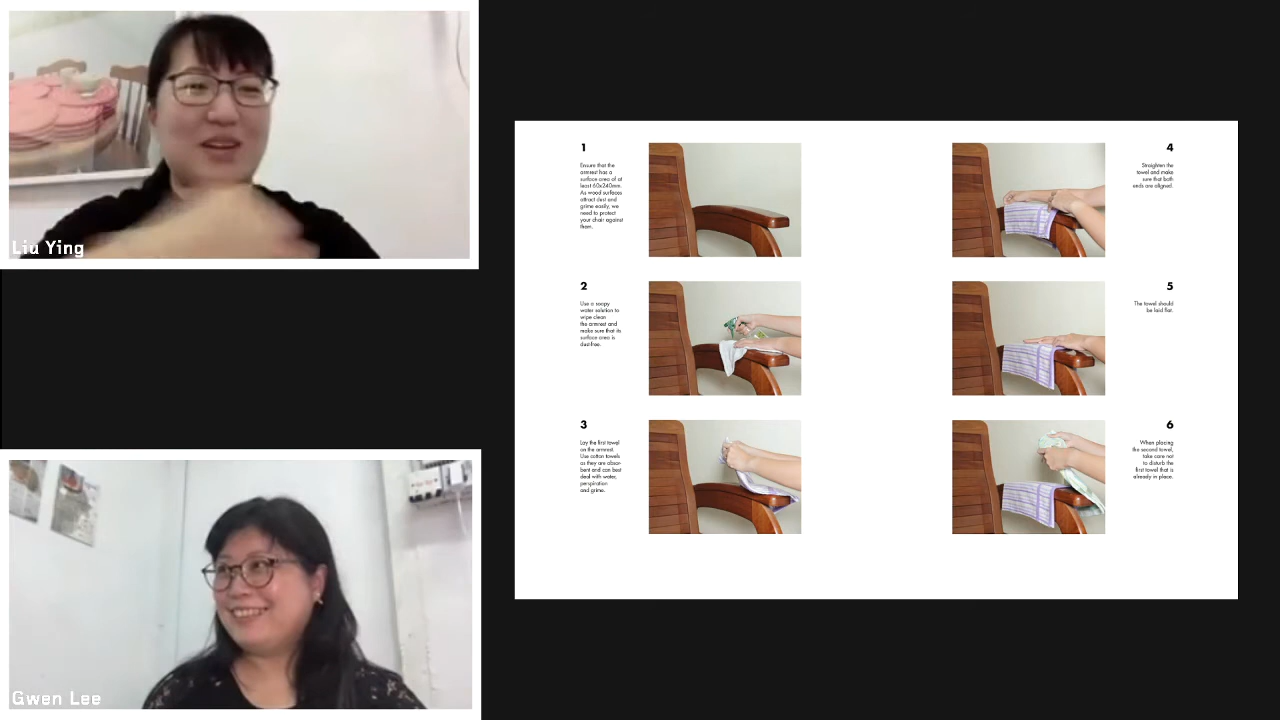 Liu Ying
Gwen Lee
1
Ensure that the
armrest has a
surface area of at
least 60x240mm.
As wood surfaces
attract dust and
grime easily, we
need to protect
your chair against
them.
2
Use a soapy
water solution to
wipe clean
the armrest and
make sure that its
surface area is
dust-free.
3
Lay the first towel
on the armrest.
Use cotton towels
as they are absor-
bent and can best
deal with water,
perspiration
and grime.
4
Straighten the
towel and make
sure that both
ends are aligned.
5
The towel should
be laid flat.
6
When placing
the second towel,
take care not
to disturb the
first towel that is
already in place.